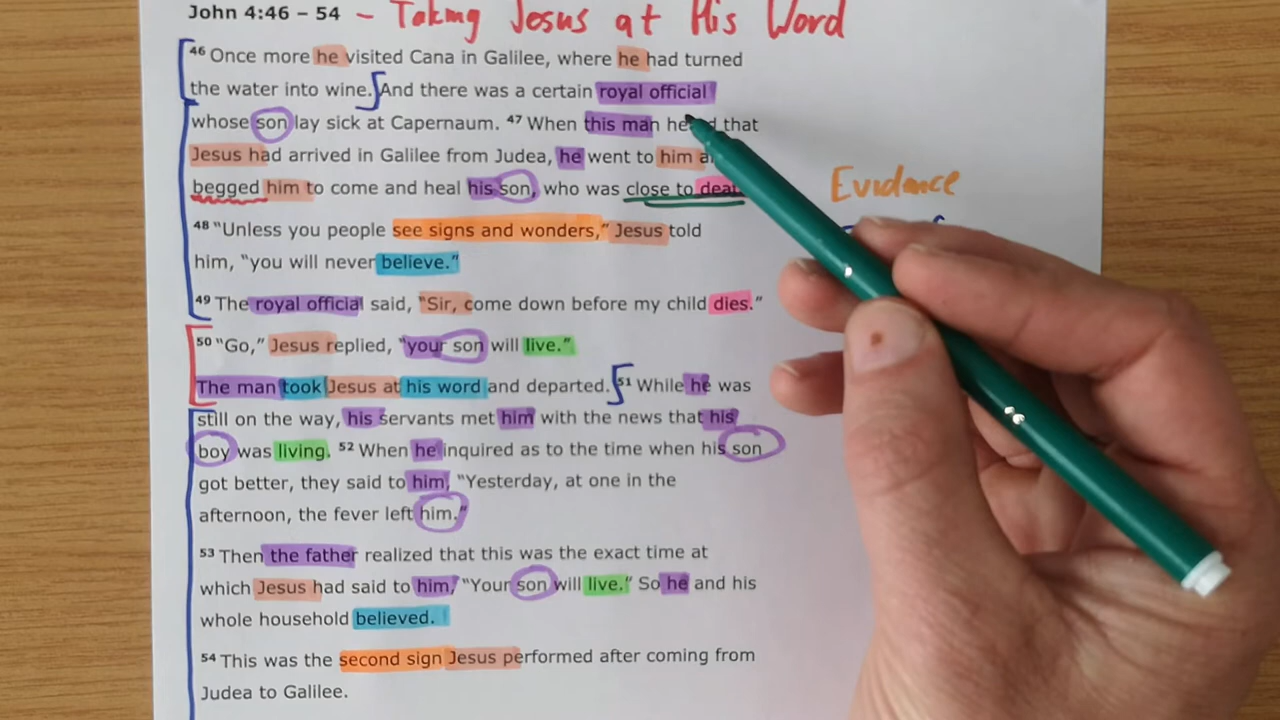 John 4:46 – 54 – Taking Jesus at His Word
46 Once more he visited Cana in Galilee, where he had turned
the water into wine. And there was a certain royal official
whose son lay sick at Capernaum. 47 When this man that
Jesus had arrived in Galilee from Judea, he went to him
begged him to come and heal his son, who was close to
48 “Unless you people see signs and wonders,” Jesus told
him, “you will never believe.”
Evidance
49 The royal official said, “Sir, come down before my child dies.”
50 “Go,” Jesus replied, “your son will live.”
The man took Jesus at his word and departed. 51 While he was
still on the way, his servants met him with the news that his
boy was living. 52 When he inquired as to the time when his son
got better, they said to him, “Yesterday, at one in the
afternoon, the fever left him.”
53 Then the father realized that this was the exact time at
which Jesus had said to him, “Your son will live.” So he and his
whole household believed.
54 This was the second sign Jesus performed after coming from
Judea to Galilee.